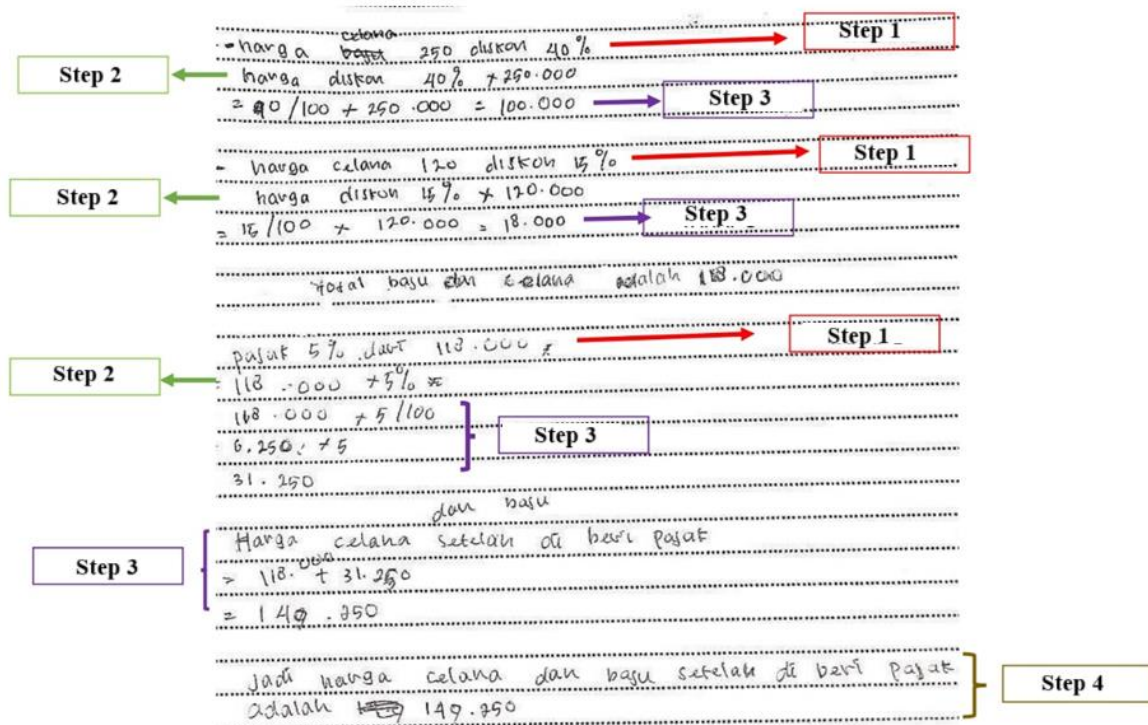 celana
- harga baju 250 diskon 40% Step 1
Step 2 harga diskon 40% × 250.000
= 40/100 × 250.000 = 100.000 Step 3
- harga celana 120 diskon 15% Step 1
Step 2 harga diskon 15% × 120.000
= 15/100 × 120.000 = 18.000 Step 3
total baju dan celana adalah 118.000
pajak 5% dari 118.000 = Step 1
Step 2 = 118.000 × 5% =
118.000 × 5/100
= 6.250 × 5 Step 3
31.250
dan baju
Harga celana setelah di beri pajak
Step 3 = 118.000 + 31.250
= 149.250
Jadi harga celana dan baju setelah di beri pajak
adalah 149.250 Step 4